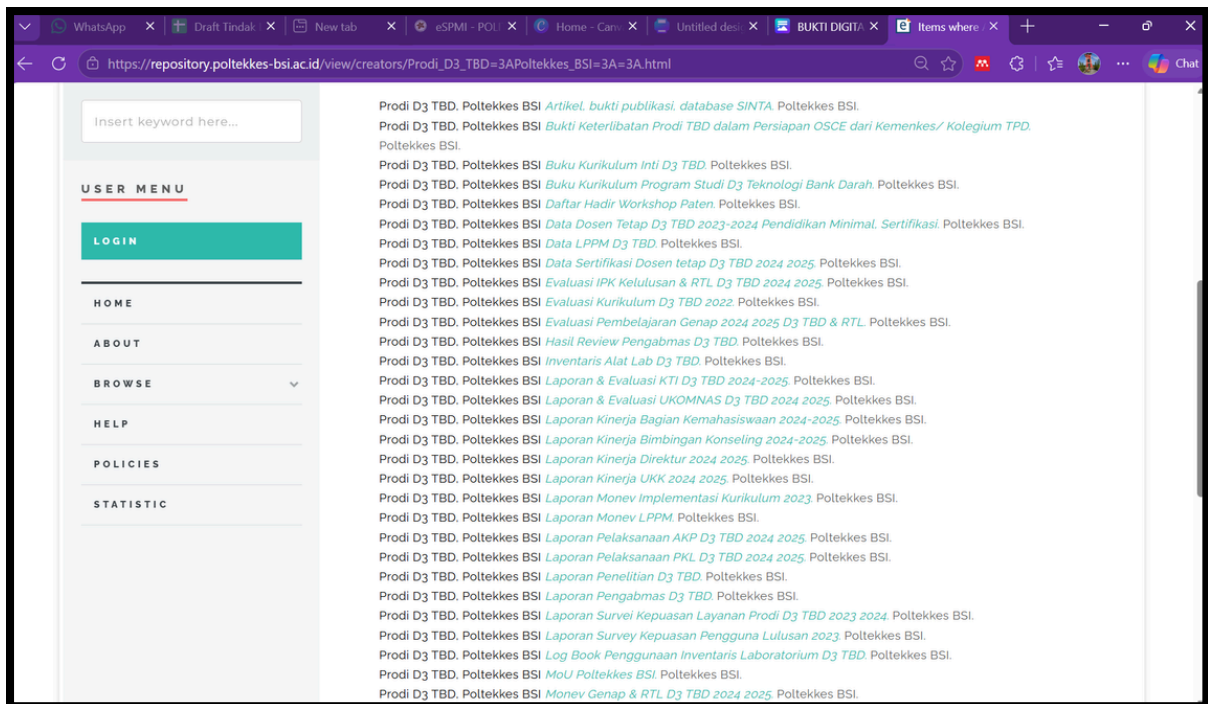 WhatsApp
Draft Tindak
New tab
eSPMI - POLT
Home - Canv
Untitled desig
BUKTI DIGITA
Items where
https://repository.poltekkes-bsi.ac.id/view/creators/Prodi_D3_TBD=3APoltekkes_BSI=3A=3A.html
Chat
Insert keyword here...
USER MENU
LOGIN
HOME
ABOUT
BROWSE
HELP
POLICIES
STATISTIC
Prodi D3 TBD, Poltekkes BSI Artikel, bukti publikasi, database SINTA. Poltekkes BSI.
Prodi D3 TBD, Poltekkes BSI Bukti Keterlibatan Prodi TBD dalam Persiapan OSCE dari Kemenkes/ Kolegium TPD.
Poltekkes BSI.
Prodi D3 TBD, Poltekkes BSI Buku Kurikulum Inti D3 TBD. Poltekkes BSI.
Prodi D3 TBD, Poltekkes BSI Buku Kurikulum Program Studi D3 Teknologi Bank Darah. Poltekkes BSI.
Prodi D3 TBD, Poltekkes BSI Daftar Hadir Workshop Paten. Poltekkes BSI.
Prodi D3 TBD, Poltekkes BSI Data Dosen Tetap D3 TBD 2023-2024 Pendidikan Minimal, Sertifikasi. Poltekkes BSI.
Prodi D3 TBD, Poltekkes BSI Data LPPM D3 TBD. Poltekkes BSI.
Prodi D3 TBD, Poltekkes BSI Data Sertifikasi Dosen tetap D3 TBD 2024 2025. Poltekkes BSI.
Prodi D3 TBD, Poltekkes BSI Evaluasi IPK Kelulusan & RTL D3 TBD 2024 2025. Poltekkes BSI.
Prodi D3 TBD, Poltekkes BSI Evaluasi Kurikulum D3 TBD 2022. Poltekkes BSI.
Prodi D3 TBD, Poltekkes BSI Evaluasi Pembelajaran Genap 2024 2025 D3 TBD & RTL. Poltekkes BSI.
Prodi D3 TBD, Poltekkes BSI Hasil Review Pengabmas D3 TBD. Poltekkes BSI.
Prodi D3 TBD, Poltekkes BSI Inventaris Alat Lab D3 TBD. Poltekkes BSI.
Prodi D3 TBD, Poltekkes BSI Laporan & Evaluasi KTI D3 TBD 2024-2025. Poltekkes BSI.
Prodi D3 TBD, Poltekkes BSI Laporan & Evaluasi UKOMNAS D3 TBD 2024 2025. Poltekkes BSI.
Prodi D3 TBD, Poltekkes BSI Laporan Kinerja Bagian Kemahasiswaan 2024-2025. Poltekkes BSI.
Prodi D3 TBD, Poltekkes BSI Laporan Kinerja Bimbingan Konseling 2024-2025. Poltekkes BSI.
Prodi D3 TBD, Poltekkes BSI Laporan Kinerja Direktur 2024 2025. Poltekkes BSI.
Prodi D3 TBD, Poltekkes BSI Laporan Kinerja UKK 2024 2025. Poltekkes BSI.
Prodi D3 TBD, Poltekkes BSI Laporan Monev Implementasi Kurikulum 2023. Poltekkes BSI.
Prodi D3 TBD, Poltekkes BSI Laporan Monev LPPM. Poltekkes BSI.
Prodi D3 TBD, Poltekkes BSI Laporan Pelaksanaan AKP D3 TBD 2024 2025. Poltekkes BSI.
Prodi D3 TBD, Poltekkes BSI Laporan Pelaksanaan PKL D3 TBD 2024 2025. Poltekkes BSI.
Prodi D3 TBD, Poltekkes BSI Laporan Penelitian D3 TBD. Poltekkes BSI.
Prodi D3 TBD, Poltekkes BSI Laporan Pengabmas D3 TBD. Poltekkes BSI.
Prodi D3 TBD, Poltekkes BSI Laporan Survei Kepuasan Layanan Prodi D3 TBD 2023 2024. Poltekkes BSI.
Prodi D3 TBD, Poltekkes BSI Laporan Survey Kepuasan Pengguna Lulusan 2023. Poltekkes BSI.
Prodi D3 TBD, Poltekkes BSI Log Book Penggunaan Inventaris Laboratorium D3 TBD. Poltekkes BSI.
Prodi D3 TBD, Poltekkes BSI MoU Poltekkes BSI. Poltekkes BSI.
Prodi D3 TBD, Poltekkes BSI Monev Genap & RTL D3 TBD 2024 2025. Poltekkes BSI.